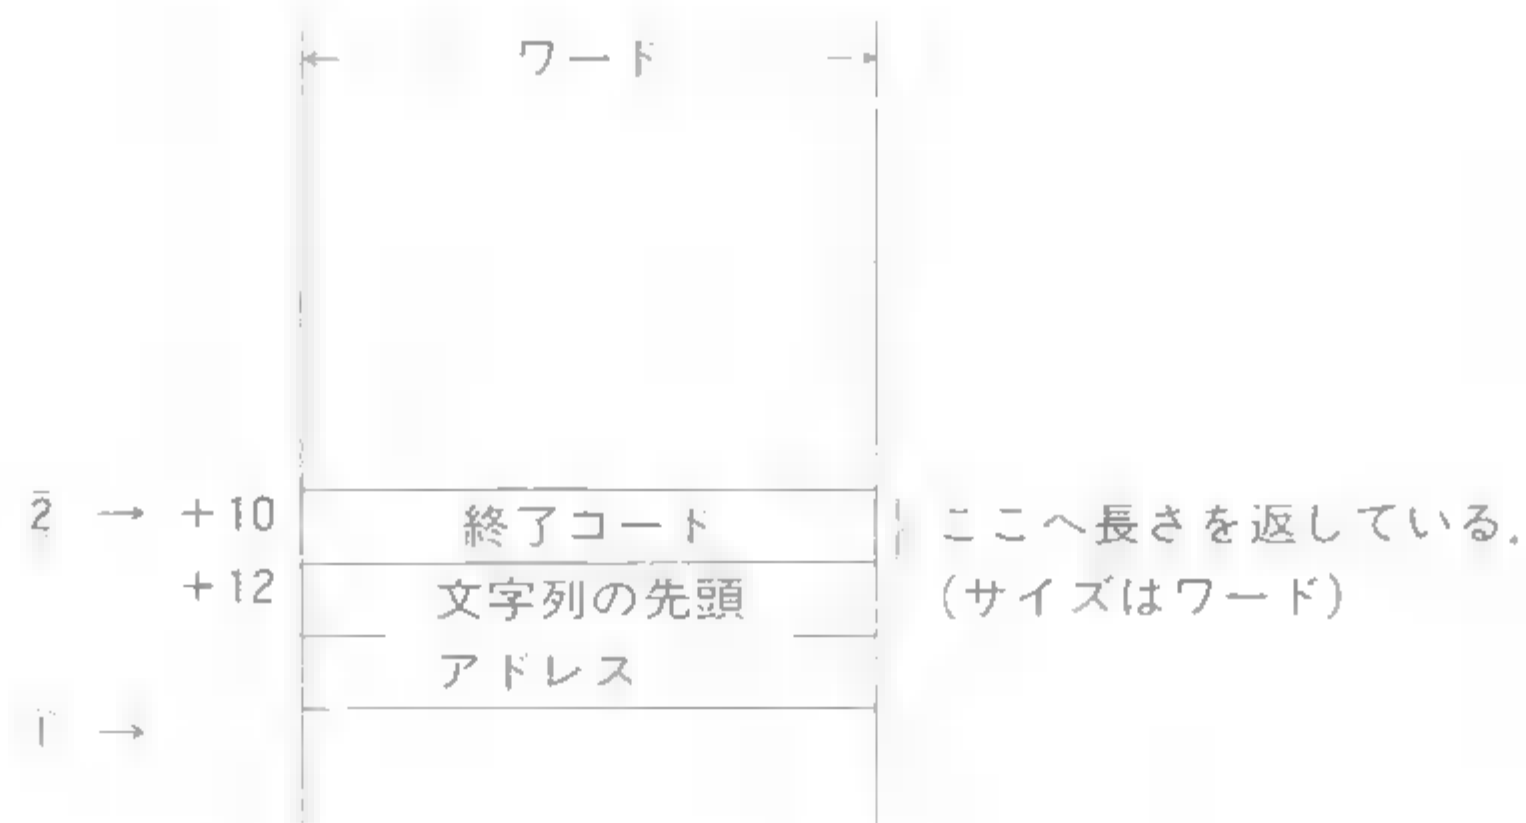 ワード
2 → +10 終了コード ここへ長さを返している.
+12 文字列の先頭 (サイズはワード)
アドレス
1 →